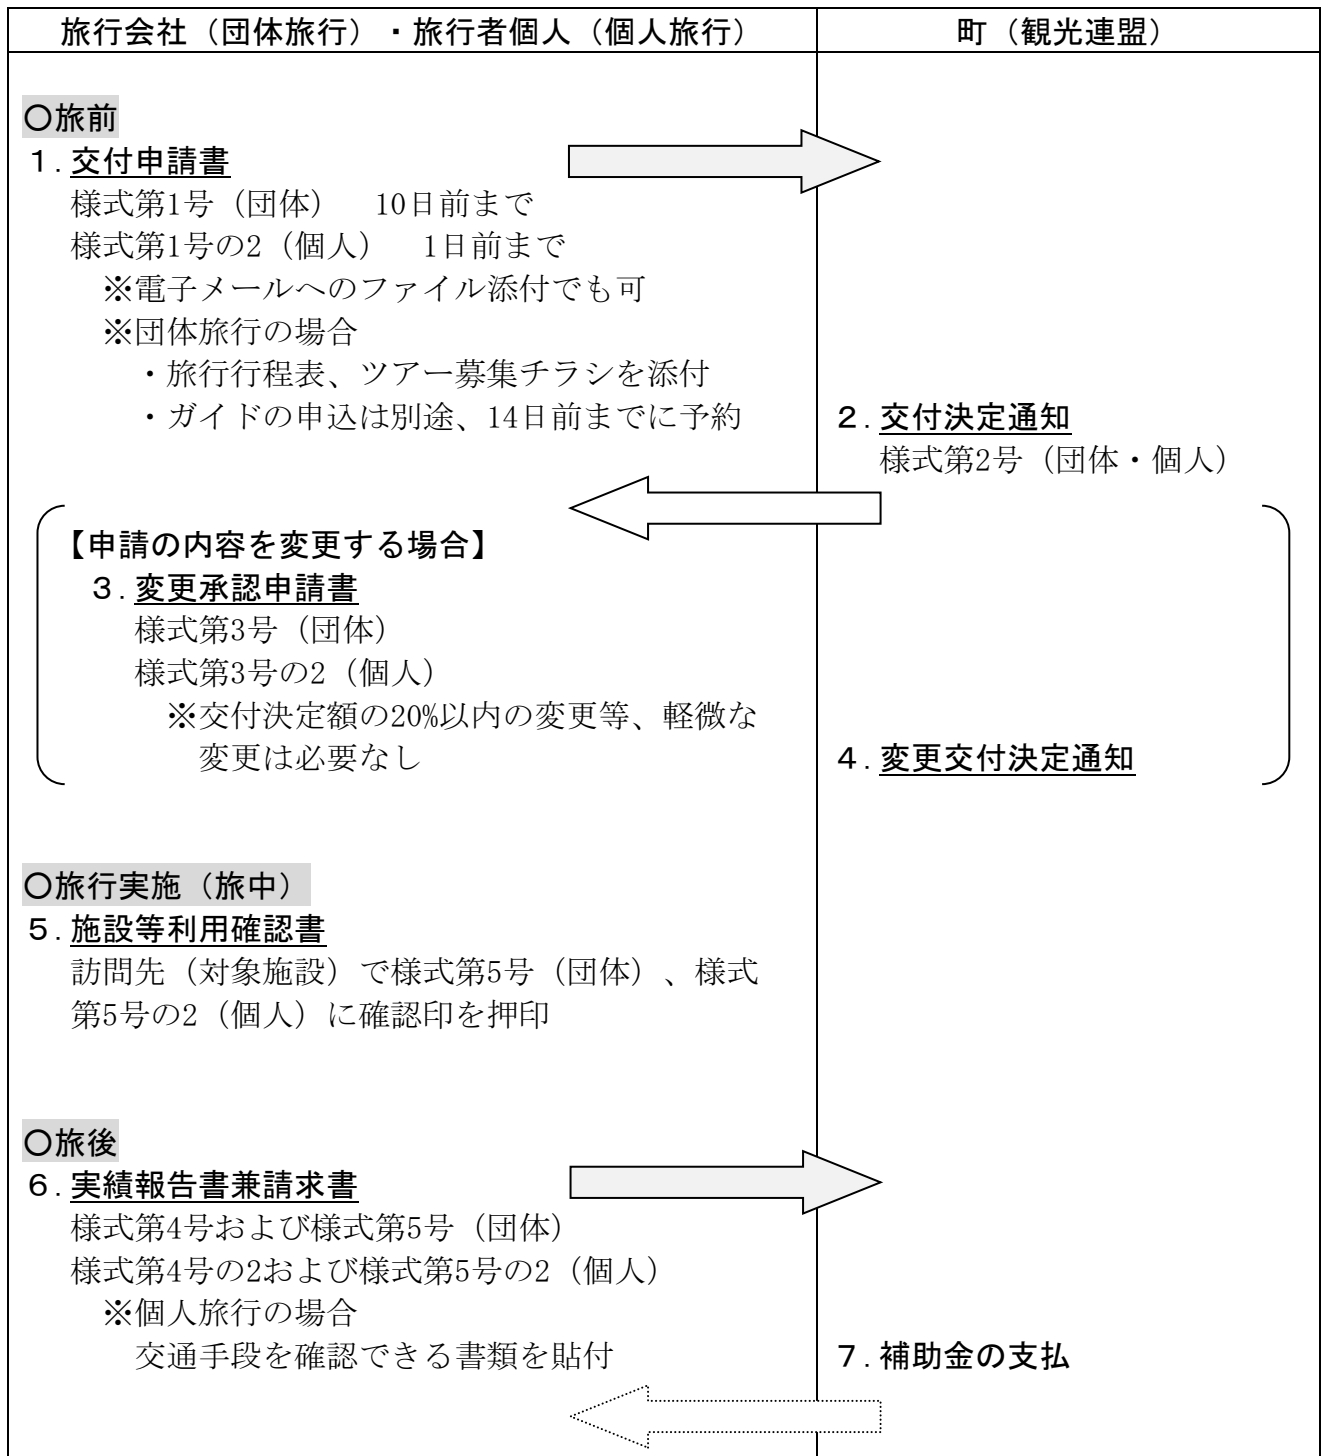 旅行会社（団体旅行）・旅行者個人（個人旅行）
町（観光連盟）
〇旅前
１．交付申請書
様式第1号（団体）　10日前まで
様式第1号の2（個人）　1日前まで
※電子メールへのファイル添付でも可
※団体旅行の場合
・旅行行程表、ツアー募集チラシを添付
・ガイドの申込は別途、14日前までに予約
２．交付決定通知
様式第2号（団体・個人）
【申請の内容を変更する場合】
３．変更承認申請書
様式第3号（団体）
様式第3号の2（個人）
※交付決定額の20%以内の変更等、軽微な
変更は必要なし
４．変更交付決定通知
〇旅行実施（旅中）
５．施設等利用確認書
訪問先（対象施設）で様式第5号（団体）、様式
第5号の2（個人）に確認印を押印
〇旅後
６．実績報告書兼請求書
様式第4号および様式第5号（団体）
様式第4号の2および様式第5号の2（個人）
※個人旅行の場合
交通手段を確認できる書類を貼付
７．補助金の支払